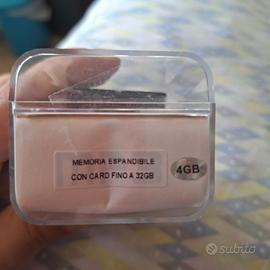 MEMORIA ESPANDIBILE
CON CARD FINO A 32GB
4GB
subito